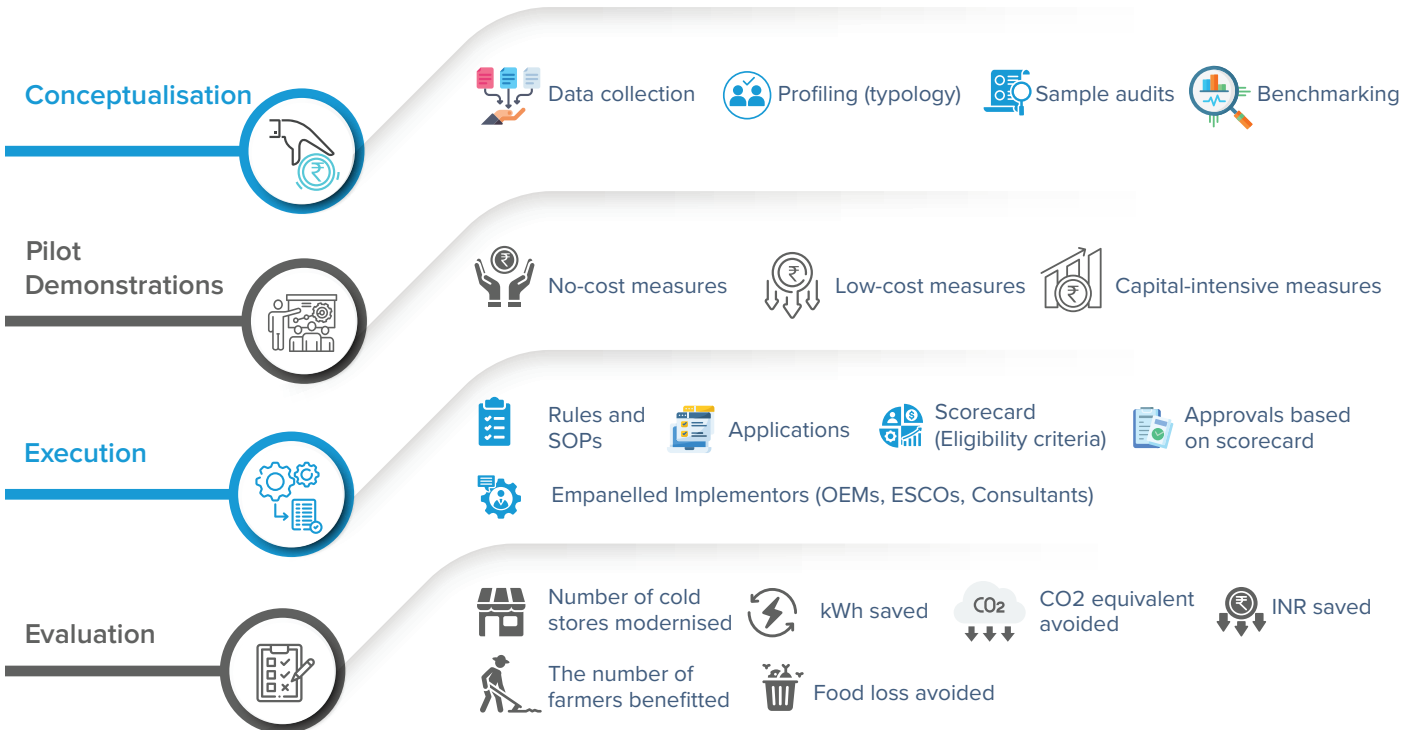 Conceptualisation
Data collection
Profiling (typology)
Sample audits
Benchmarking
Pilot
Demonstrations
No-cost measures
Low-cost measures
Capital-intensive measures
Execution
Rules and
SOPs
Applications
Scorecard
(Eligibility criteria)
Approvals based
on scorecard
Empanelled Implementors (OEMs, ESCOs, Consultants)
Evaluation
Number of cold
stores modernised
kWh saved
CO2
CO2 equivalent
avoided
INR saved
The number of
farmers benefitted
Food loss avoided